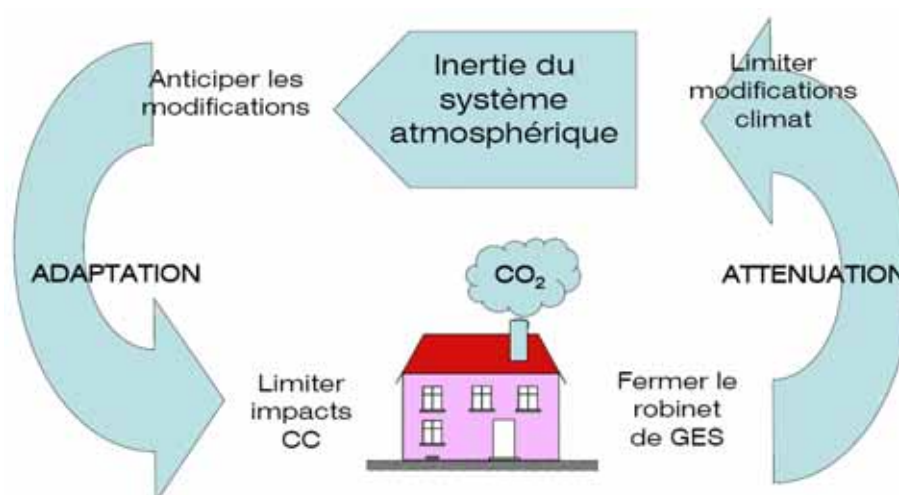 Anticiper les
modifications
Inertie du
système
atmosphérique
Limiter
modifications
climat
ADAPTATION
CO₂
ATTENUATION
Limiter
impacts
CC
Fermer le
robinet
de GES